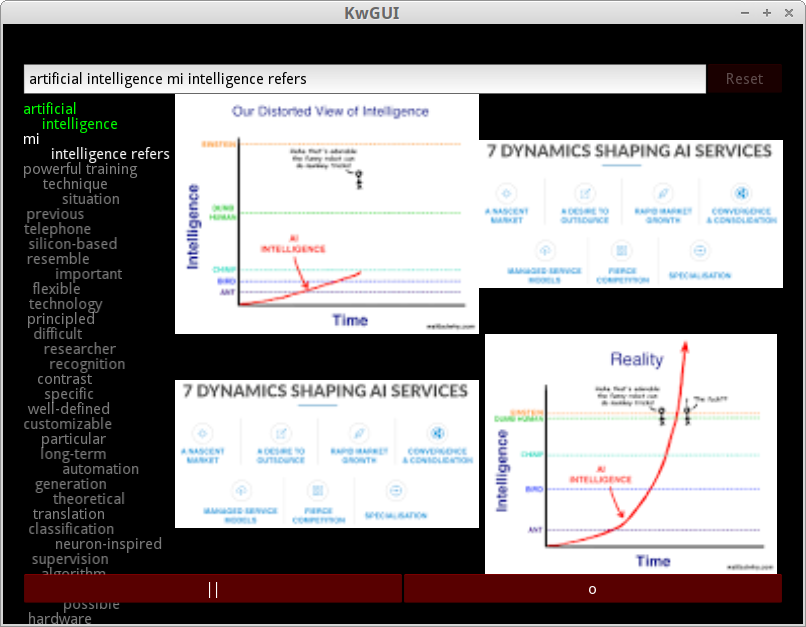 KwGUI
artificial intelligence mi intelligence refers
Reset
artificial
intelligence
mi
intelligence refers
powerful training
technique
situation
previous
telephone
silicon-based
resemble
important
flexible
technology
principled
difficult
researcher
recognition
contrast
specific
well-defined
customizable
particular
long-term
automation
generation
theoretical
translation
classification
neuron-inspired
supervision
algorithm
possible
hardware
Our Distorted View of Intelligence
EINSTEIN
Haha that's adorable
the funny robot can
do monkey tricks!
DUMB
HUMAN
Intelligence
AI
INTELLIGENCE
CHIMP
BIRD
ANT
Time
waitbutwhy.com
7 DYNAMICS SHAPING AI SERVICES
A NASCENT
MARKET
A DESIRE TO
OUTSOURCE
RAPID MARKET
GROWTH
CONVERGENCE
& CONSOLIDATION
MANAGED SERVICE
MODELS
FIERCE
COMPETITION
SPECIALISATION
7 DYNAMICS SHAPING AI SERVICES
A NASCENT
MARKET
A DESIRE TO
OUTSOURCE
RAPID MARKET
GROWTH
CONVERGENCE
& CONSOLIDATION
MANAGED SERVICE
MODELS
FIERCE
COMPETITION
SPECIALISATION
Reality
Haha that's adorable
the funny robot can
do monkey tricks!
The fuck??
EINSTEIN
DUMB HUMAN
CHIMP
Intelligence
AI
INTELLIGENCE
BIRD
ANT
Time
waitbutwhy.com
||
o